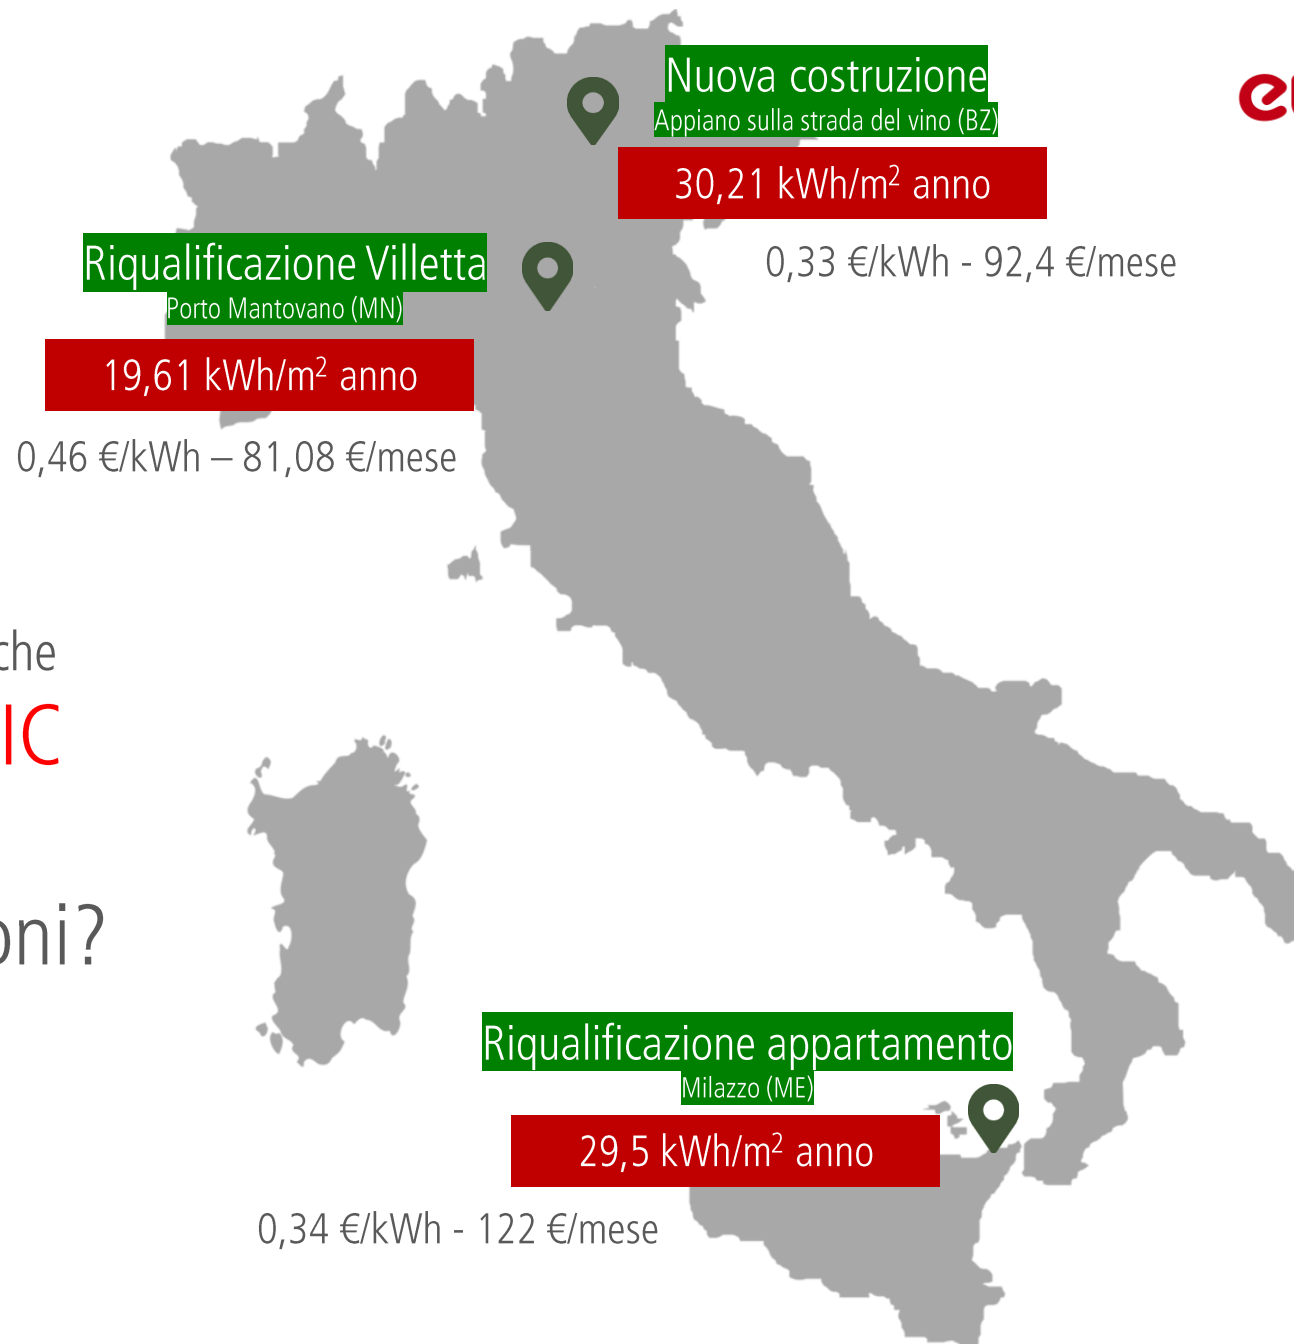 Nuova costruzione
Appiano sulla strada del vino (BZ)
30,21 kWh/m² anno
0,33 €/kWh - 92,4 €/mese
Riqualificazione Villetta
Porto Mantovano (MN)
19,61 kWh/m² anno
0,46 €/kWh – 81,08 €/mese
che
IC
oni?
Riqualificazione appartamento
Milazzo (ME)
29,5 kWh/m² anno
0,34 €/kWh - 122 €/mese